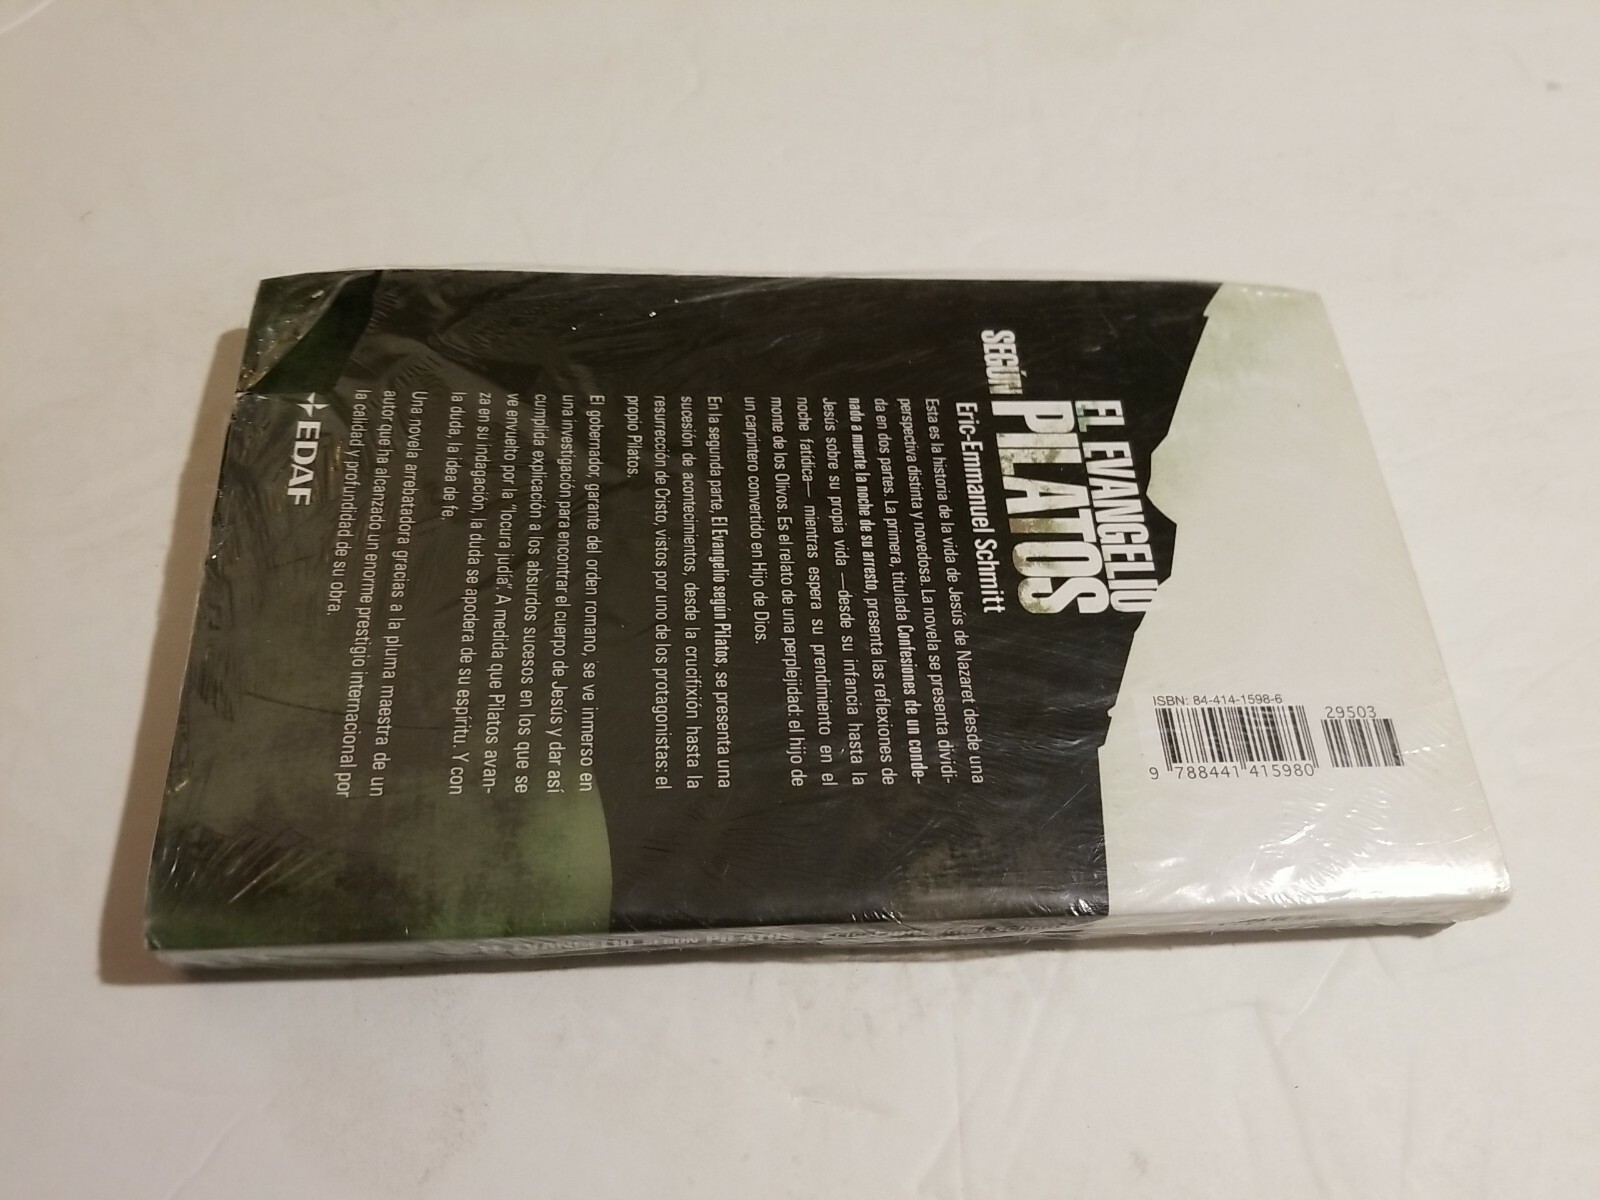 EL EVANGELIO
SEGÚN PILATOS
Eric-Emmanuel Schmitt
Esta es la historia de la vida de Jesús de Nazaret desde una
perspectiva distinta y novedosa. La novela se presenta dividi-
da en dos partes. La primera, titulada Confesiones de un conde-
nado a muerte la noche de su arresto, presenta las reflexiones de
Jesús sobre su propia vida —desde su infancia hasta la
noche fatídica— mientras espera su prendimiento en el
monte de los Olivos. Es el relato de una perplejidad: el hijo de
un carpintero convertido en Hijo de Dios.
En la segunda parte, El Evangelio según Pilatos, se presenta una
sucesión de acontecimientos, desde la crucifixión hasta la
resurrección de Cristo, vistos por uno de los protagonistas: el
propio Pilatos.
El gobernador, garante del orden romano, se ve inmerso en
una investigación para encontrar el cuerpo de Jesús y dar así
cumplida explicación a los absurdos sucesos en los que se
ve envuelto por la "locura judía". A medida que Pilatos avan-
za en su indagación, la duda se apodera de su espíritu. Y con
la duda, la idea de fe.
Una novela arrebatadora gracias a la pluma maestra de un
autor que ha alcanzado un enorme prestigio internacional por
la calidad y profundidad de su obra.
EDAF
ISBN: 84-414-1598-6
29503
9 788441 415980
EL EVANGELIO SEGÚN PILATOS